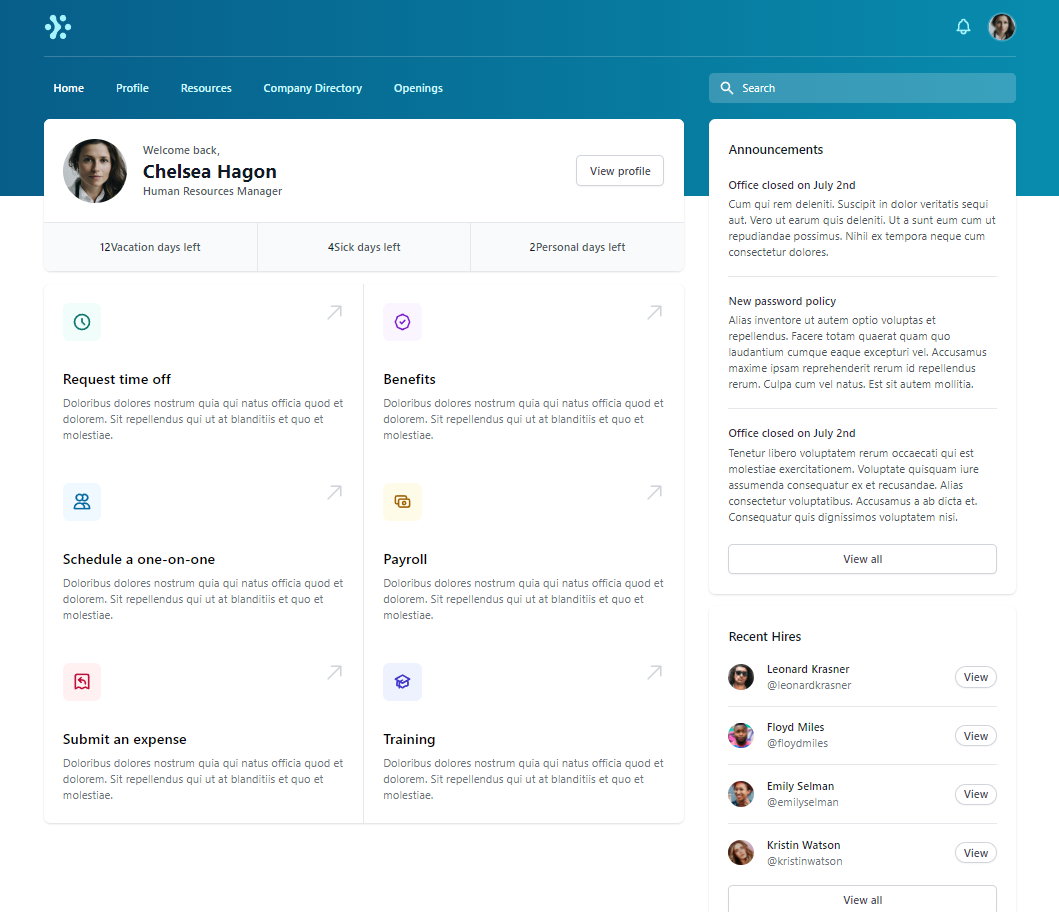 Home Profile Resources Company Directory Openings
Search
Welcome back,
Chelsea Hagon
Human Resources Manager
View profile
12Vacation days left
4Sick days left
2Personal days left
Request time off
Doloribus dolores nostrum quia qui natus officia quod et
dolorem. Sit repellendus qui ut at blanditiis et quo et
molestiae.
Benefits
Doloribus dolores nostrum quia qui natus officia quod et
dolorem. Sit repellendus qui ut at blanditiis et quo et
molestiae.
Schedule a one-on-one
Doloribus dolores nostrum quia qui natus officia quod et
dolorem. Sit repellendus qui ut at blanditiis et quo et
molestiae.
Payroll
Doloribus dolores nostrum quia qui natus officia quod et
dolorem. Sit repellendus qui ut at blanditiis et quo et
molestiae.
Submit an expense
Doloribus dolores nostrum quia qui natus officia quod et
dolorem. Sit repellendus qui ut at blanditiis et quo et
molestiae.
Training
Doloribus dolores nostrum quia qui natus officia quod et
dolorem. Sit repellendus qui ut at blanditiis et quo et
molestiae.
Announcements
Office closed on July 2nd
Cum qui rem deleniti. Suscipit in dolor veritatis sequi
aut. Vero ut earum quis deleniti. Ut a sunt eum cum ut
repudiandae possimus. Nihil ex tempora neque cum
consectetur dolores.
New password policy
Alias inventore ut autem optio voluptas et
repellendus. Facere totam quaerat quam quo
laudantium cumque eaque excepturi vel. Accusamus
maxime ipsam reprehenderit rerum id repellendus
rerum. Culpa cum vel natus. Est sit autem mollitia.
Office closed on July 2nd
Tenetur libero voluptatem rerum occaecati qui est
molestiae exercitationem. Voluptate quisquam iure
assumenda consequatur ex et recusandae. Alias
consectetur voluptatibus. Accusamus a ab dicta et.
Consequatur quis dignissimos voluptatem nisi.
View all
Recent Hires
Leonard Krasner
@leonardkrasner
View
Floyd Miles
@floydmiles
View
Emily Selman
@emilyselman
View
Kristin Watson
@kristinwatson
View
View all